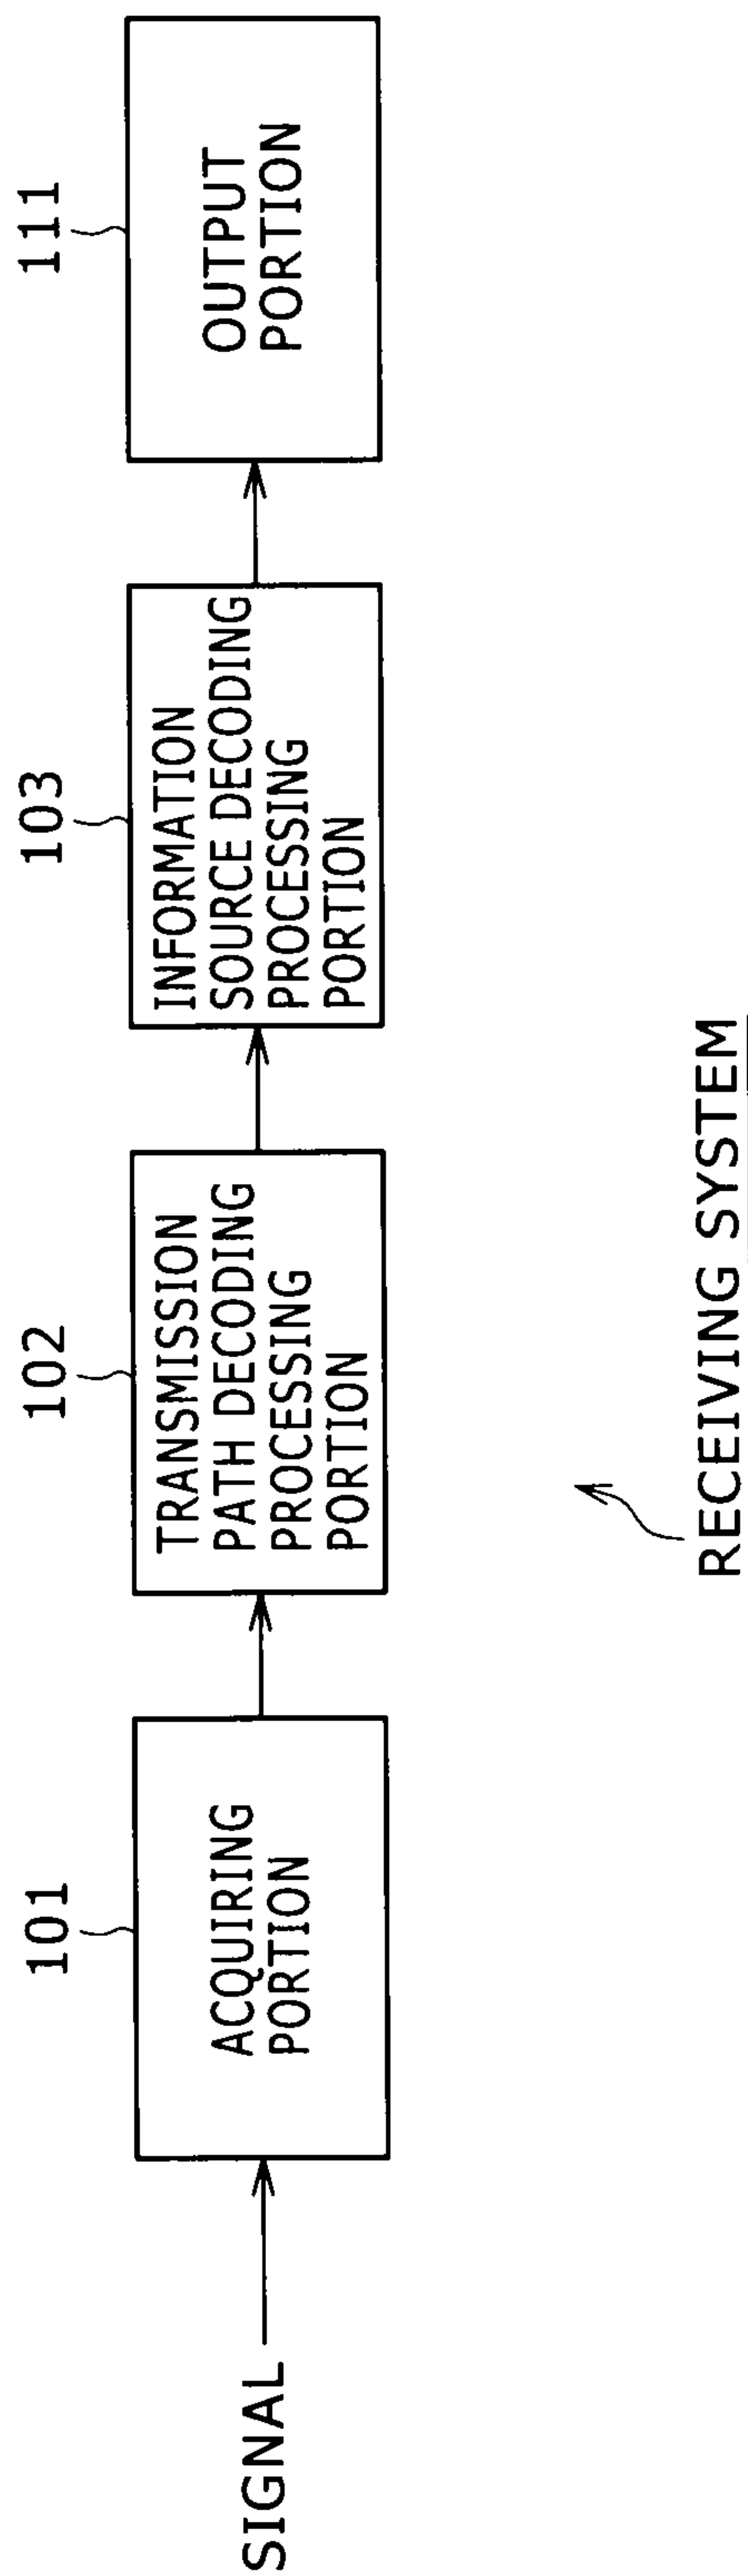 SIGNAL
101
ACQUIRING
PORTION
102
TRANSMISSION
PATH DECODING
PROCESSING
PORTION
103
INFORMATION
SOURCE DECODING
PROCESSING
PORTION
111
OUTPUT
PORTION
RECEIVING SYSTEM